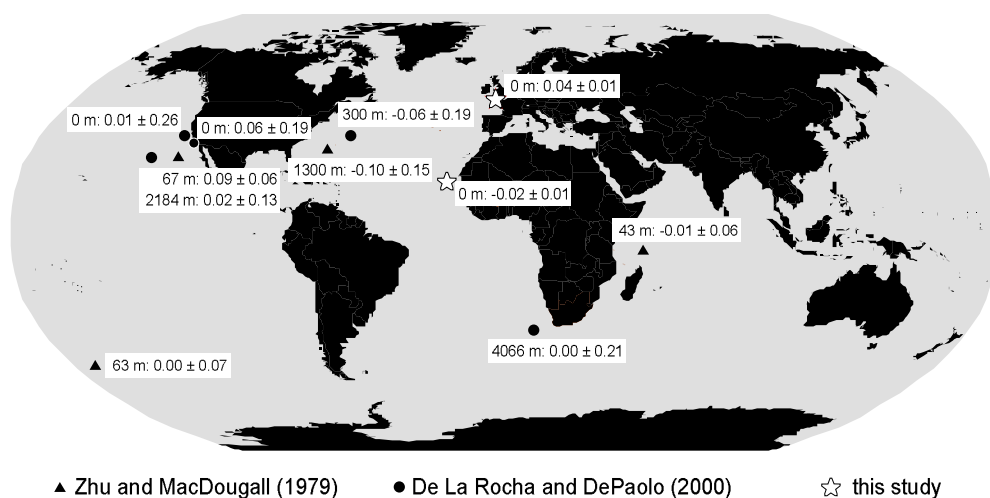 0 m: 0.04 ± 0.01
0 m: 0.01 ± 0.26
300 m: -0.06 ± 0.19
0 m: 0.06 ± 0.19
1300 m: -0.10 ± 0.15
67 m: 0.09 ± 0.06
2184 m: 0.02 ± 0.13
0 m: -0.02 ± 0.01
43 m: -0.01 ± 0.06
4066 m: 0.00 ± 0.21
63 m: 0.00 ± 0.07
Zhu and MacDougall (1979) De La Rocha and DePaolo (2000) this study